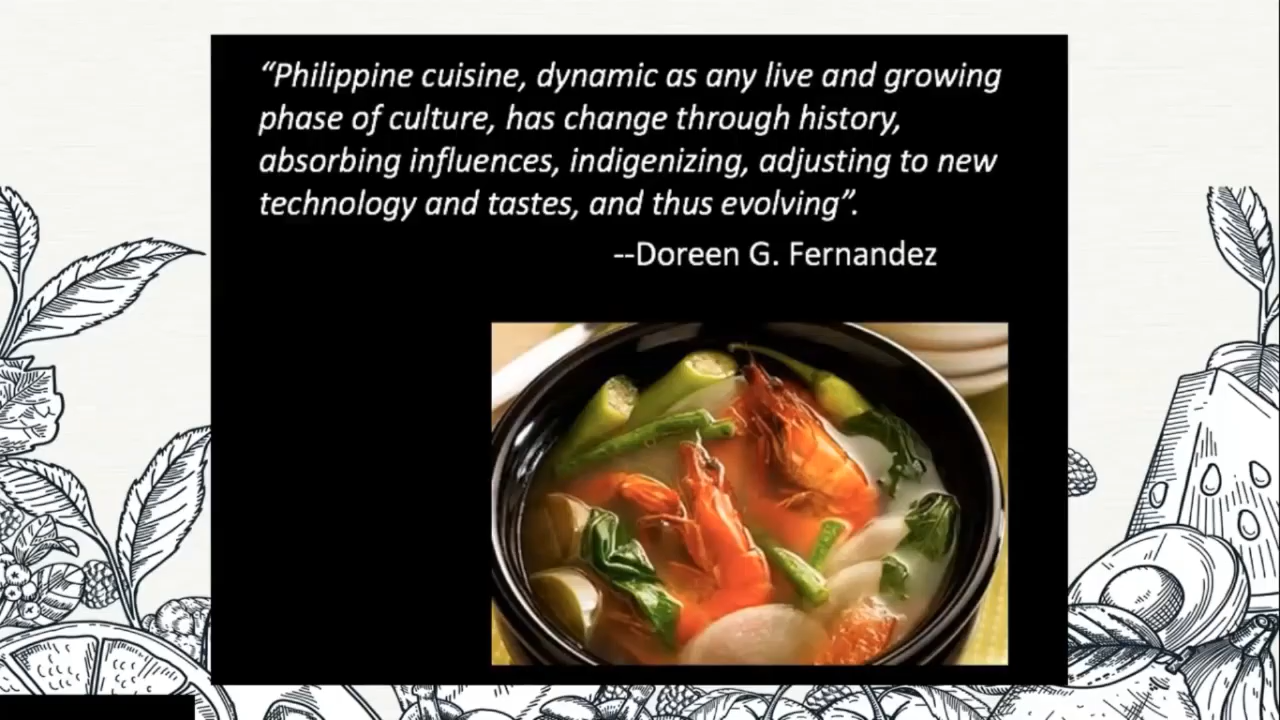 “Philippine cuisine, dynamic as any live and growing
phase of culture, has change through history,
absorbing influences, indigenizing, adjusting to new
technology and tastes, and thus evolving”.
--Doreen G. Fernandez